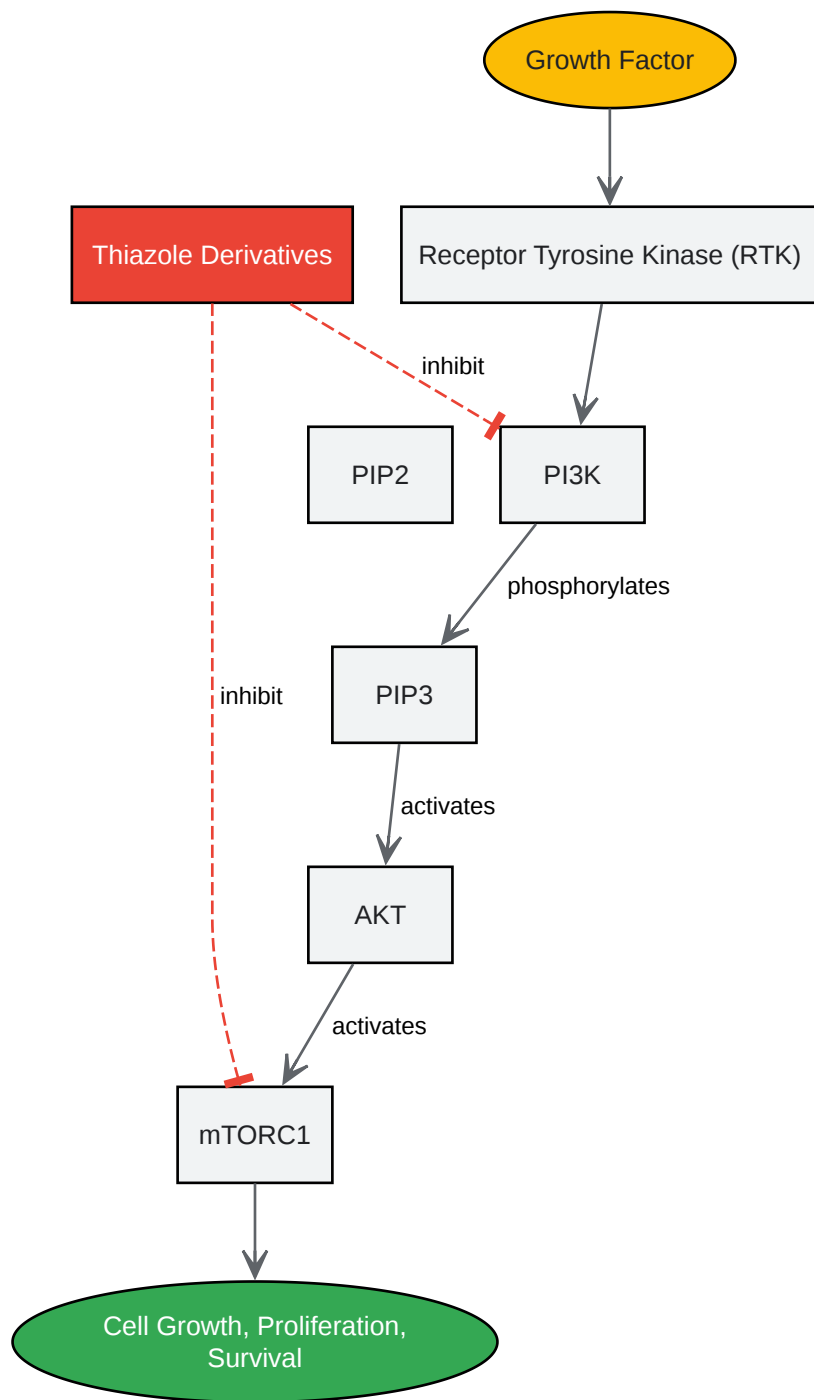 Growth Factor
Thiazole Derivatives
Receptor Tyrosine Kinase (RTK)
inhibit
PIP2
PI3K
phosphorylates
PIP3
inhibit
activates
AKT
activates
mTORC1
Cell Growth, Proliferation,
Survival